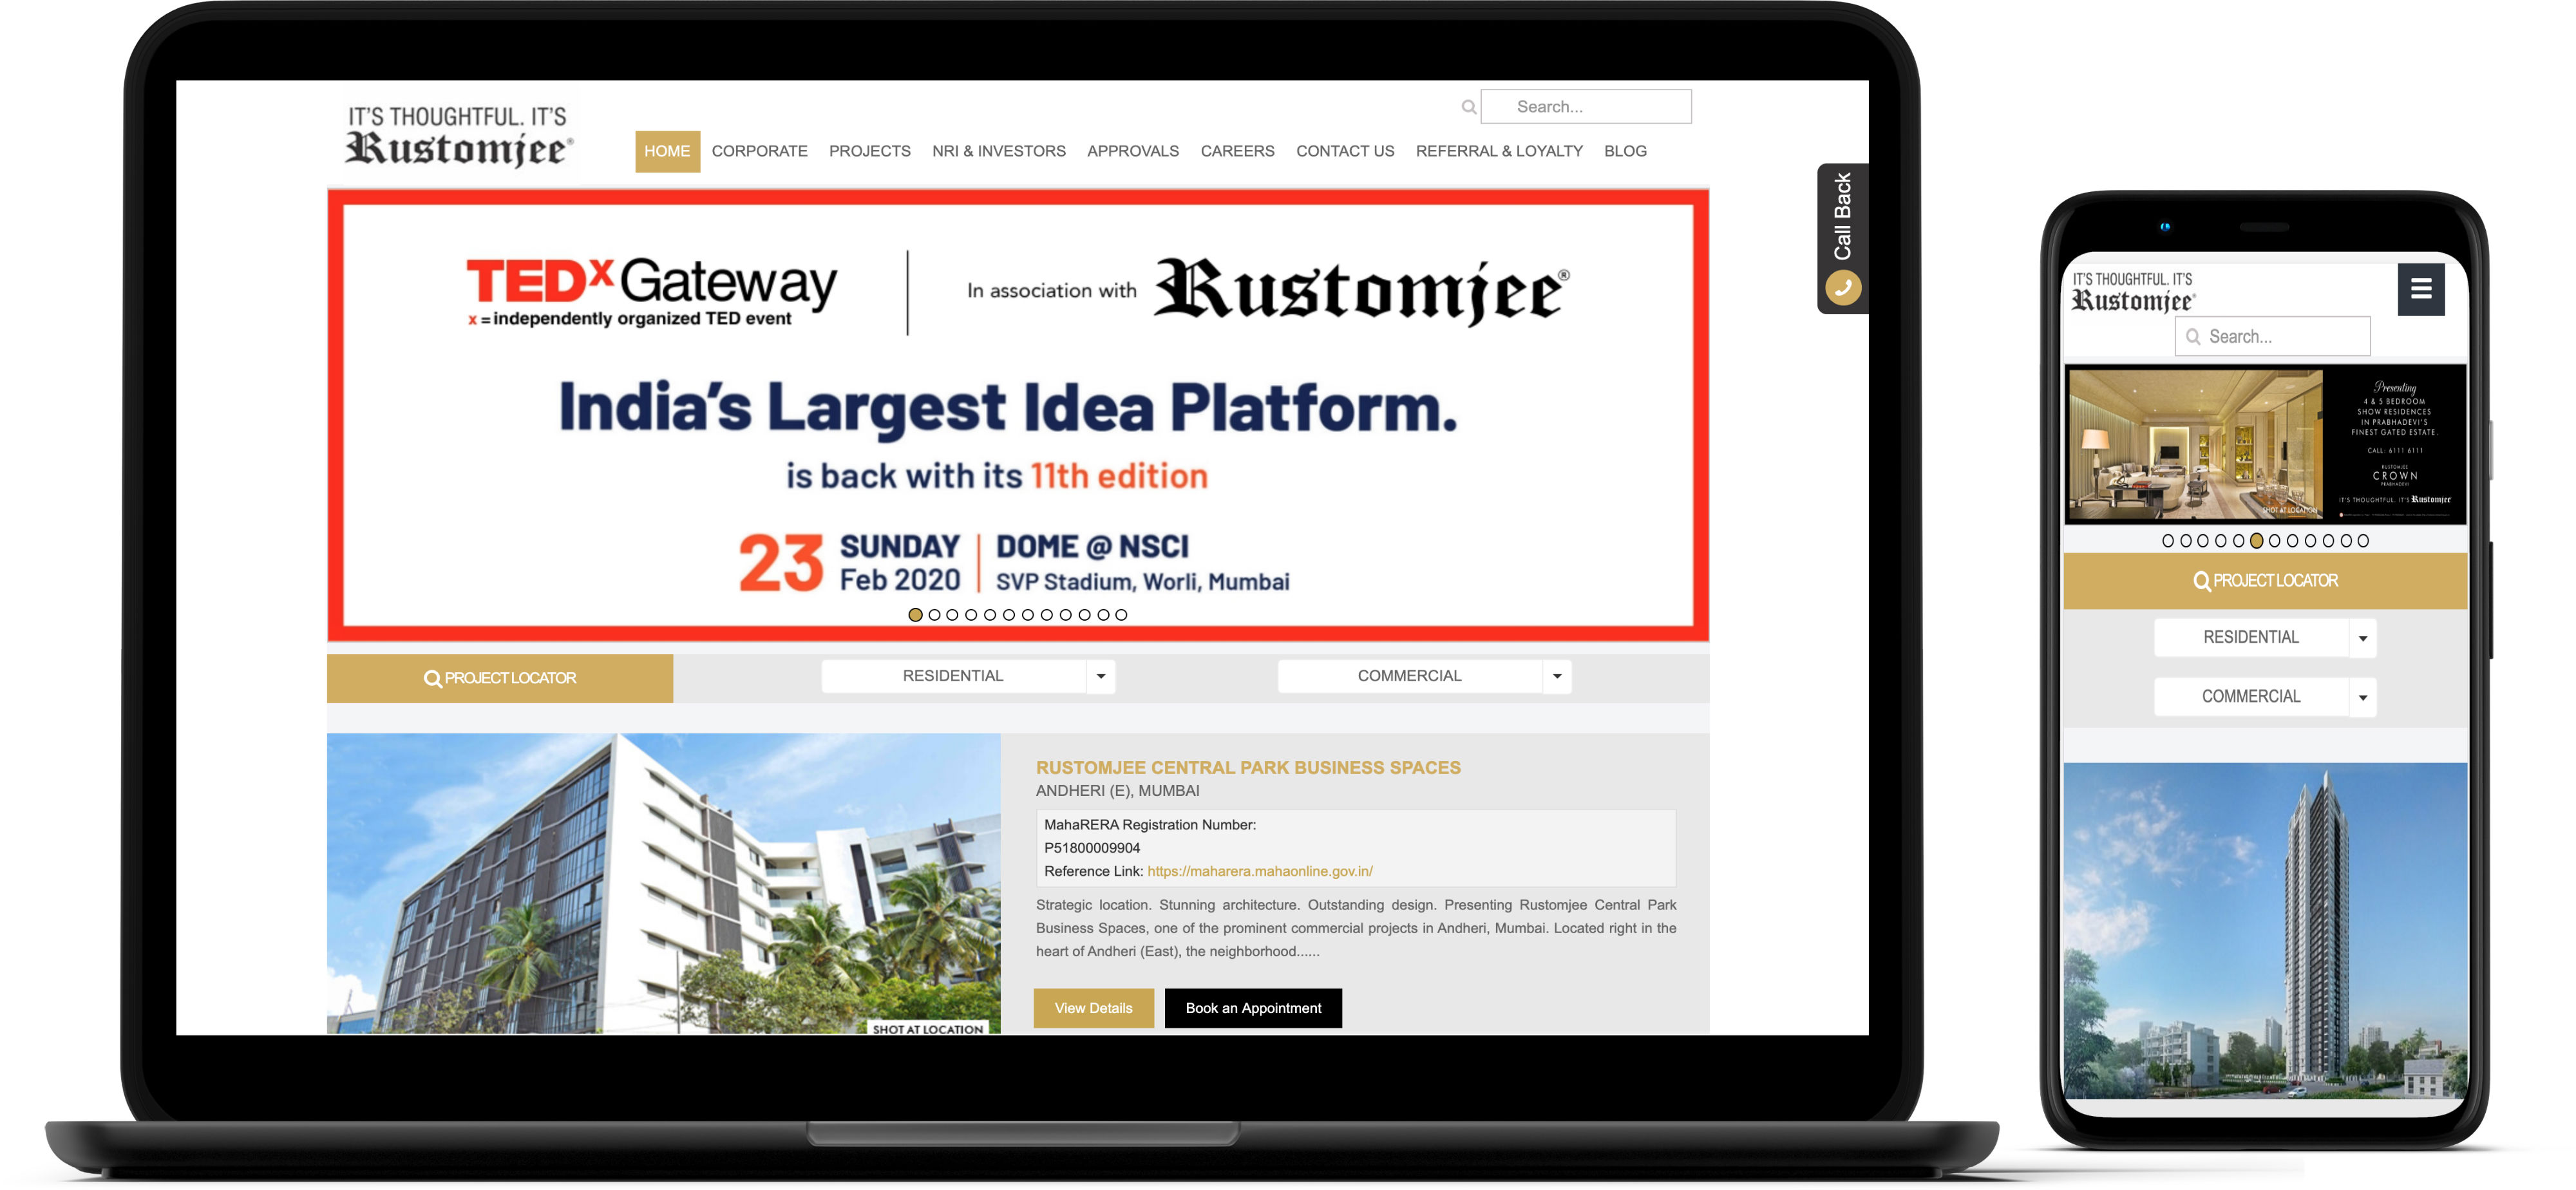 IT'S THOUGHTFUL. IT'S
Rustomjee®
Search...
HOME CORPORATE PROJECTS NRI & INVESTORS APPROVALS CAREERS CONTACT US REFERRAL & LOYALTY BLOG
Call Back
TEDxGateway
x = independently organized TED event
In association with Rustomjee®
India's Largest Idea Platform.
is back with its 11th edition
23 SUNDAY Feb 2020
DOME @ NSCI
SVP Stadium, Worli, Mumbai
PROJECT LOCATOR
RESIDENTIAL
COMMERCIAL
SHOT AT LOCATION
RUSTOMJEE CENTRAL PARK BUSINESS SPACES
ANDHERI (E), MUMBAI
MahaRERA Registration Number:
P51800009904
Reference Link: https://maharera.mahaonline.gov.in/
Strategic location. Stunning architecture. Outstanding design. Presenting Rustomjee Central Park
Business Spaces, one of the prominent commercial projects in Andheri, Mumbai. Located right in the
heart of Andheri (East), the neighborhood......
View Details
Book an Appointment
IT'S THOUGHTFUL. IT'S
Rustomjee®
Search...
Presenting
4 & 5 BEDROOM
SHOW RESIDENCES
IN PRABHADEVI'S
FINEST GATED ESTATE.
CALL: 6111 6111
RUSTOMJEE
CROWN
PRABHADEVI
IT'S THOUGHTFUL. IT'S Rustomjee
SHOT AT LOCATION
PROJECT LOCATOR
RESIDENTIAL
COMMERCIAL